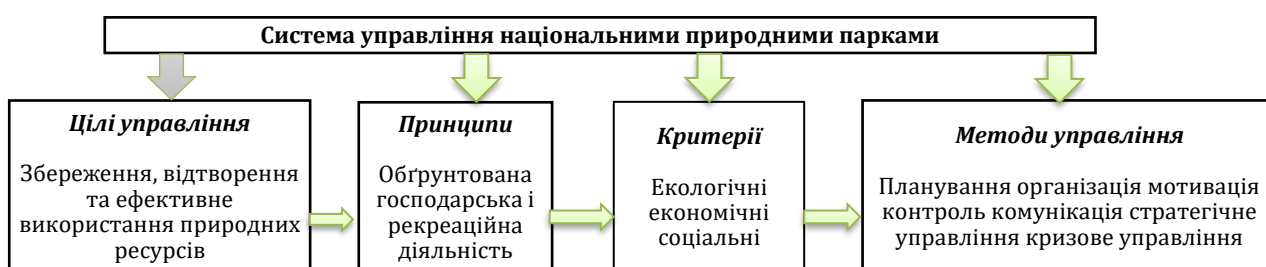 Система управління національними природними парками
Цілі управління
Збереження, відтворення
та ефективне
використання природних
ресурсів
Принципи
Обґрунтована
господарська і
рекреаційна
діяльність
Критерії
Екологічні
економічні
соціальні
Методи управління
Планування організація мотивація
контроль комунікація стратегічне
управління кризове управління